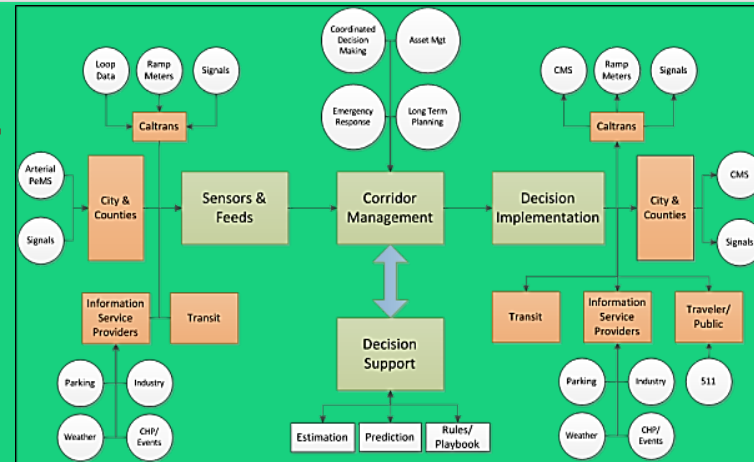 Coordinated
Decision
Making
Asset Mgt
Emergency
Response
Long Term
Planning
Loop
Data
Ramp
Meters
Signals
Caltrans
CMS
Ramp
Meters
Signals
Caltrans
Arterial
PeMS
Signals
City &
Counties
Sensors &
Feeds
Corridor
Management
Decision
Implementation
City &
Counties
CMS
Signals
Information
Service
Providers
Transit
Decision
Support
Transit
Information
Service
Providers
Traveler/
Public
Parking
Industry
Weather
CHP/
Events
Estimation
Prediction
Rules/
Playbook
Parking
Industry
511
Weather
CHP/
Events